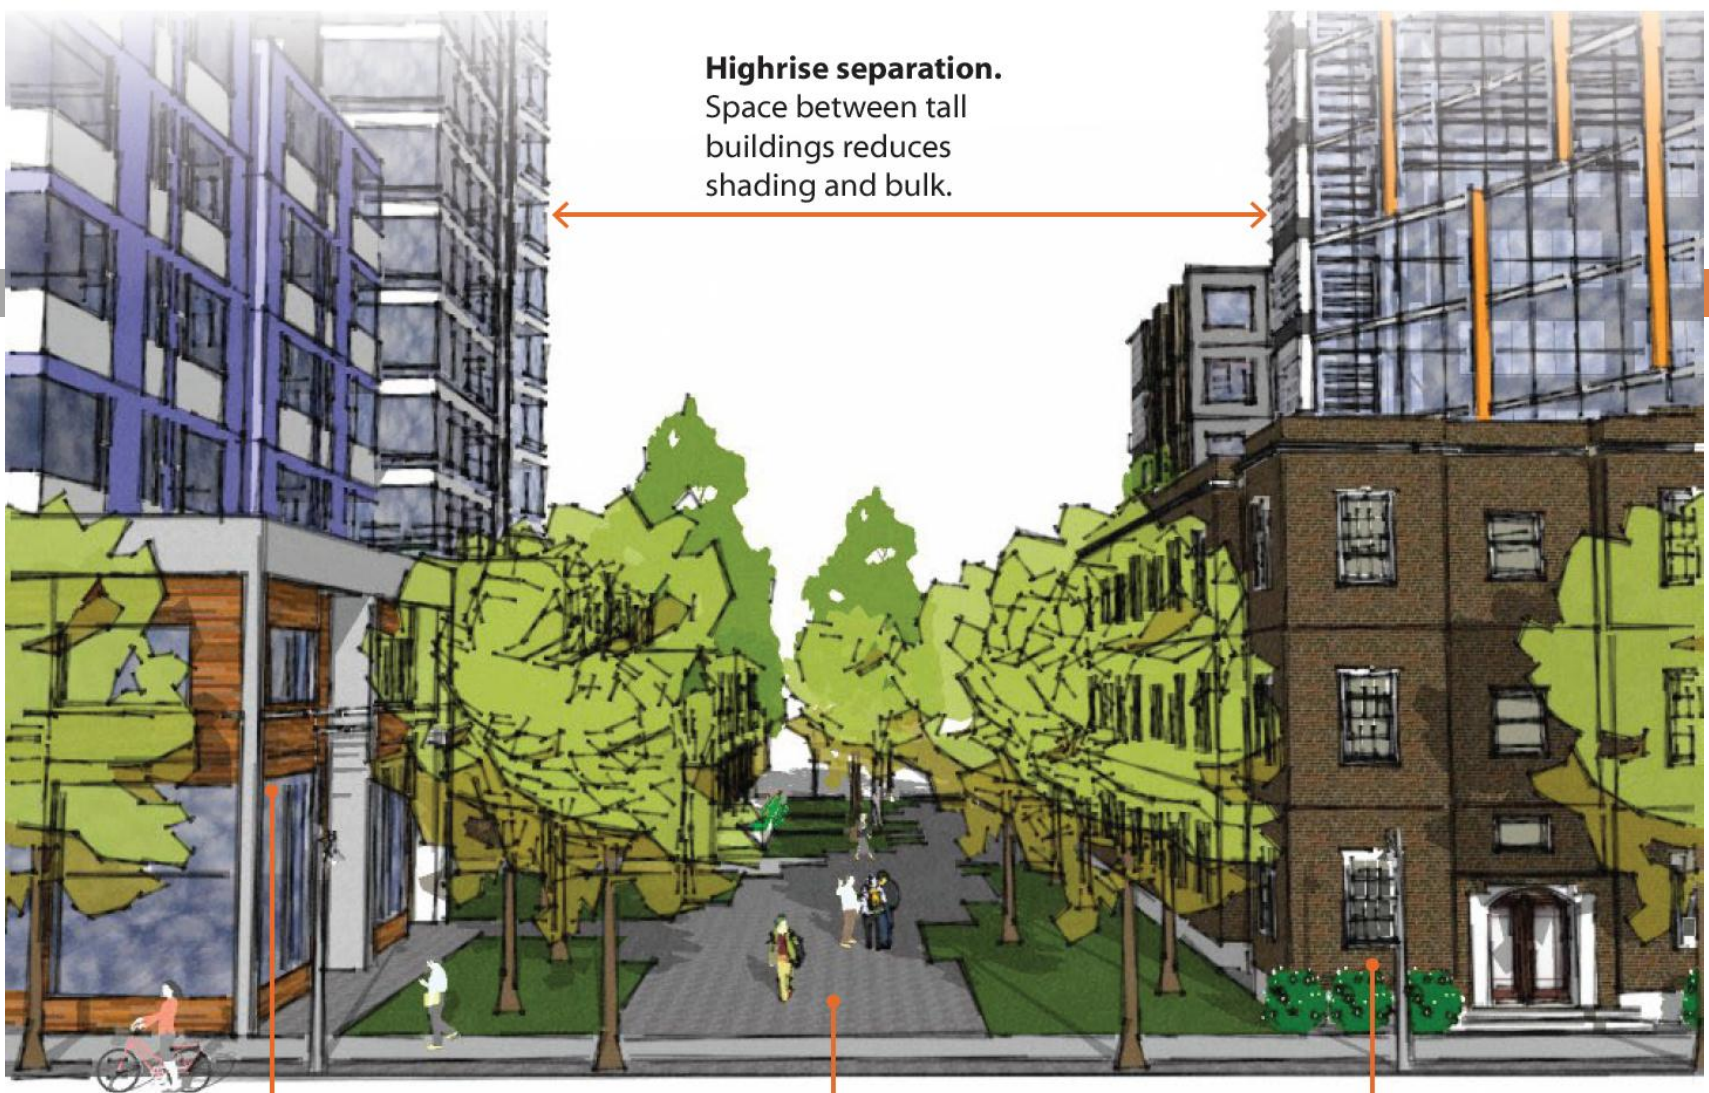 Highrise separation.
Space between tall
buildings reduces
shading and bulk.